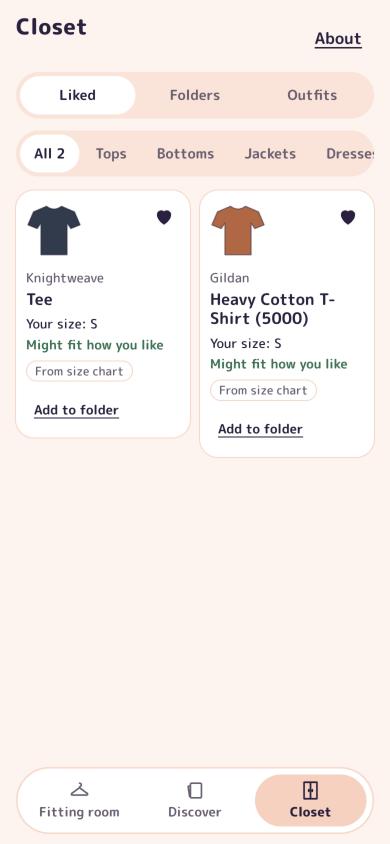 Closet
About
Liked
Folders
Outfits
All 2
Tops
Bottoms
Jackets
Knightweave
Tee
Your size: S
Might fit how you like
From size chart
Add to folder
Gildan
Heavy Cotton T-
Shirt (5000)
Your size: S
Might fit how you like
From size chart
Add to folder
Fitting room
Discover
Closet